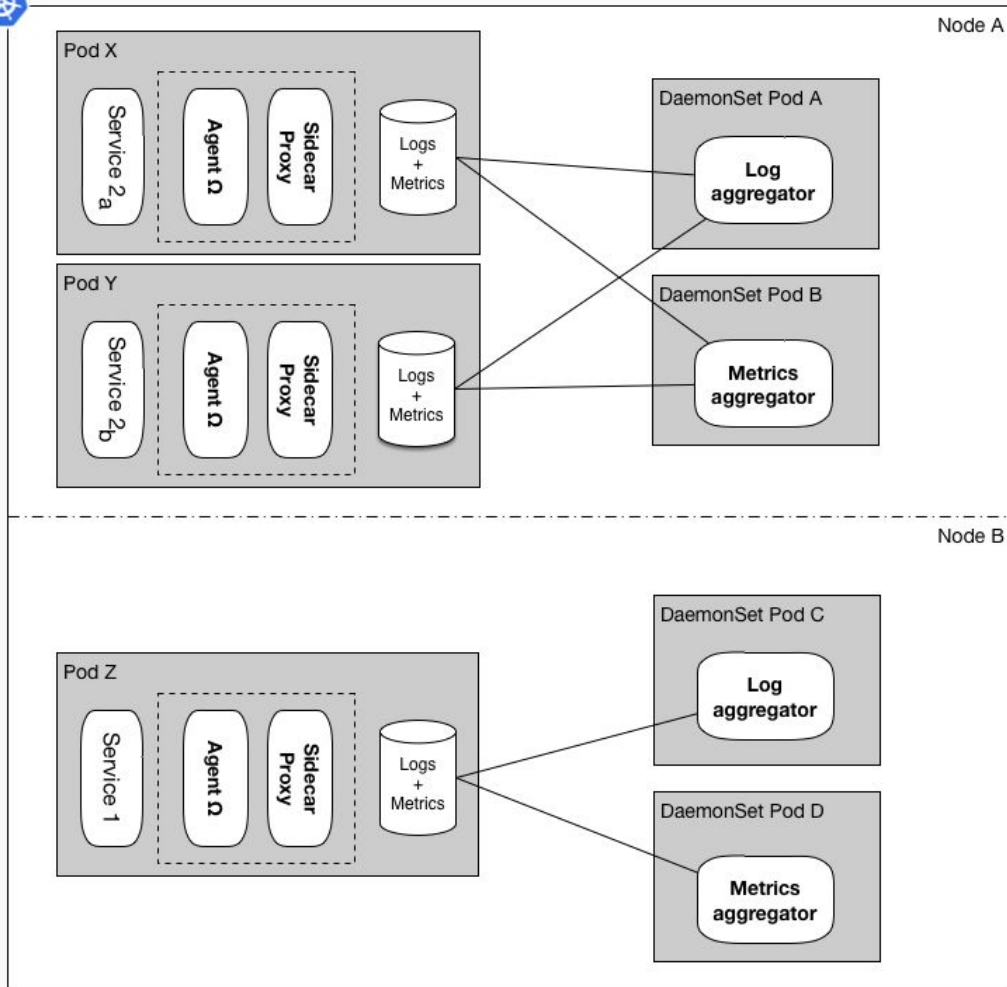 Node A
Pod X
Service 2a
Agent Ω
Sidecar
Proxy
Logs
+
Metrics
DaemonSet Pod A
Log
aggregator
Pod Y
Service 2b
Agent Ω
Sidecar
Proxy
Logs
+
Metrics
DaemonSet Pod B
Metrics
aggregator
Node B
Pod Z
Service 1
Agent Ω
Sidecar
Proxy
Logs
+
Metrics
DaemonSet Pod C
Log
aggregator
DaemonSet Pod D
Metrics
aggregator